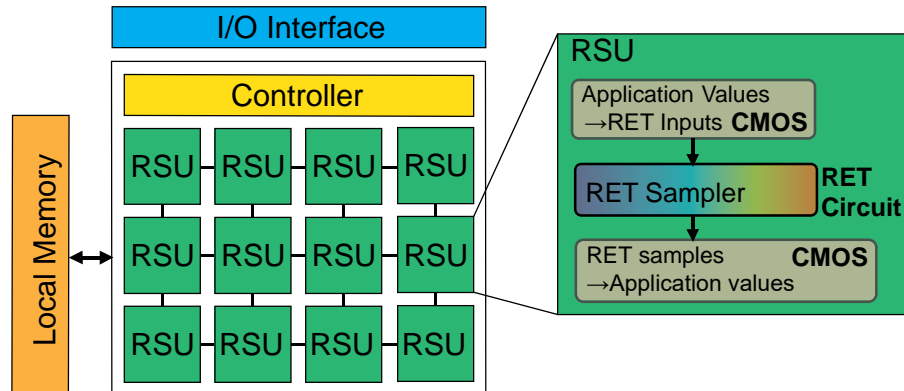 I/O Interface
Controller
Local Memory
RSU RSU RSU RSU
RSU RSU RSU RSU
RSU RSU RSU RSU
RSU
Application Values
→RET Inputs CMOS
RET Sampler
RET
Circuit
RET samples CMOS
→Application values